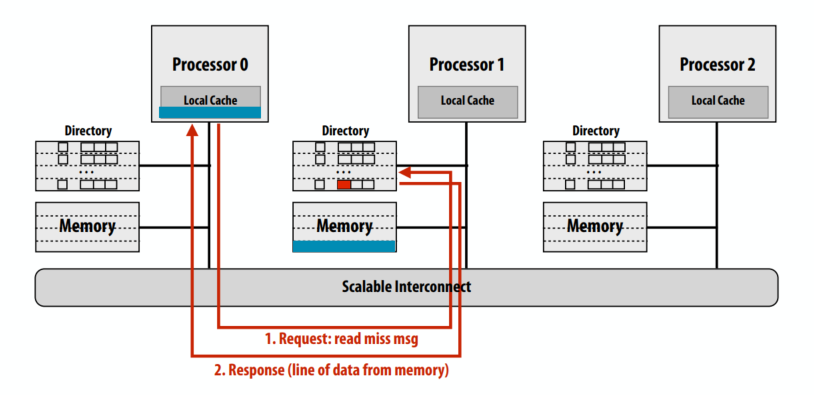 Processor 0
Local Cache
Processor 1
Local Cache
Processor 2
Local Cache
Directory
Directory
Directory
• • •
• • •
• • •
Memory
Memory
Memory
Scalable Interconnect
1. Request: read miss msg
2. Response (line of data from memory)